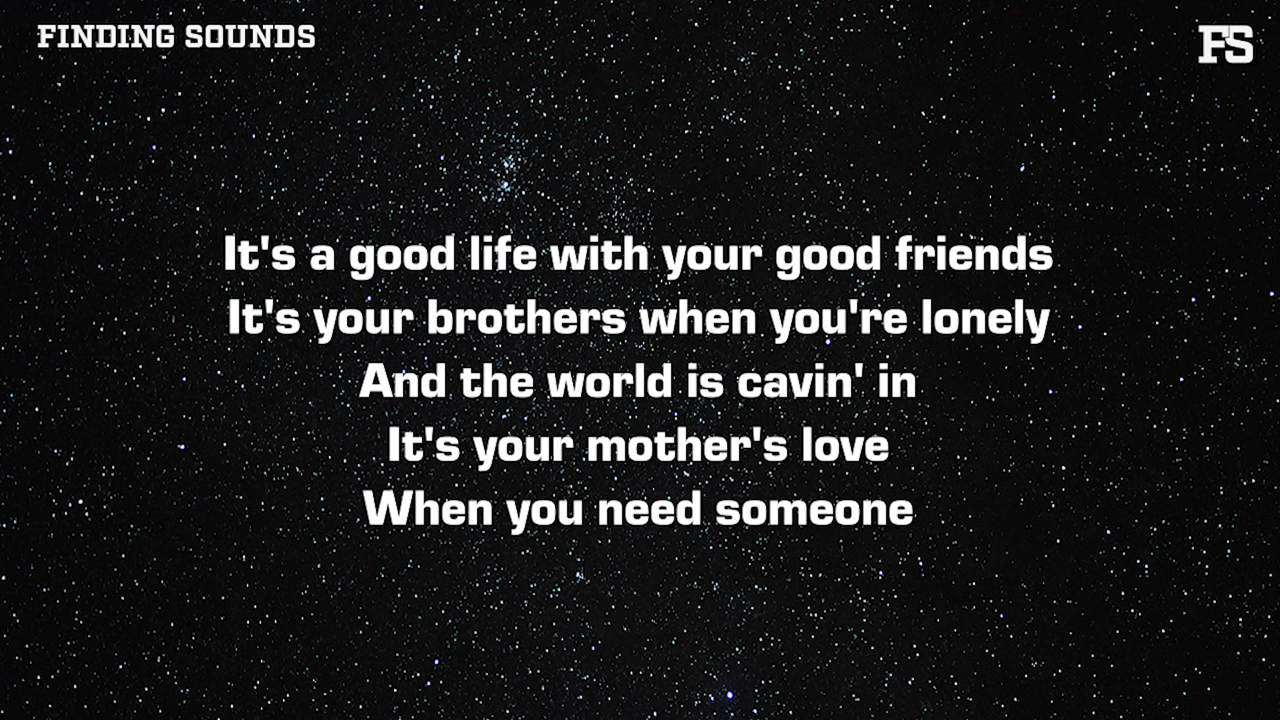 FINDING SOUNDS
FS
It's a good life with your good friends
It's your brothers when you're lonely
And the world is cavin' in
It's your mother's love
When you need someone